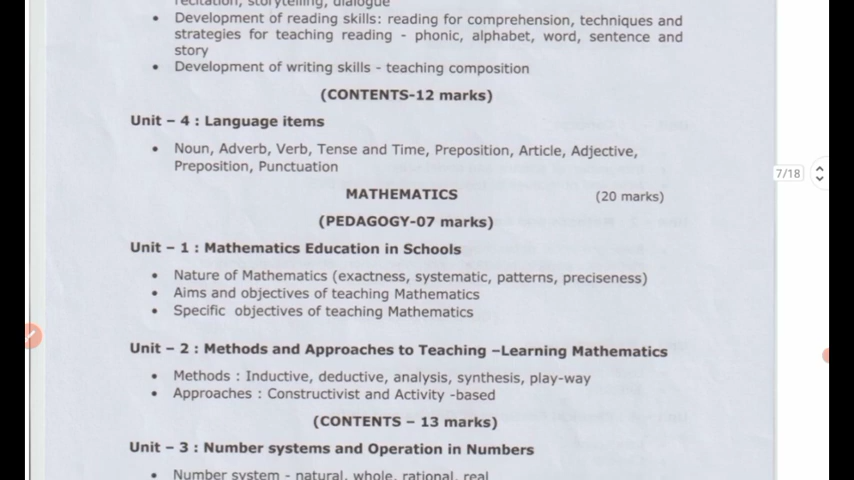 recitation, storytelling, dialogue
• Development of reading skills: reading for comprehension, techniques and
strategies for teaching reading - phonic, alphabet, word, sentence and
story
• Development of writing skills - teaching composition
(CONTENTS-12 marks)
Unit – 4 : Language items
• Noun, Adverb, Verb, Tense and Time, Preposition, Article, Adjective,
Preposition, Punctuation
7/18
MATHEMATICS (20 marks)
(PEDAGOGY-07 marks)
Unit – 1 : Mathematics Education in Schools
• Nature of Mathematics (exactness, systematic, patterns, preciseness)
• Aims and objectives of teaching Mathematics
• Specific objectives of teaching Mathematics
Unit – 2 : Methods and Approaches to Teaching –Learning Mathematics
• Methods : Inductive, deductive, analysis, synthesis, play-way
• Approaches : Constructivist and Activity -based
(CONTENTS – 13 marks)
Unit – 3 : Number systems and Operation in Numbers
• Number system - natural, whole, rational, real